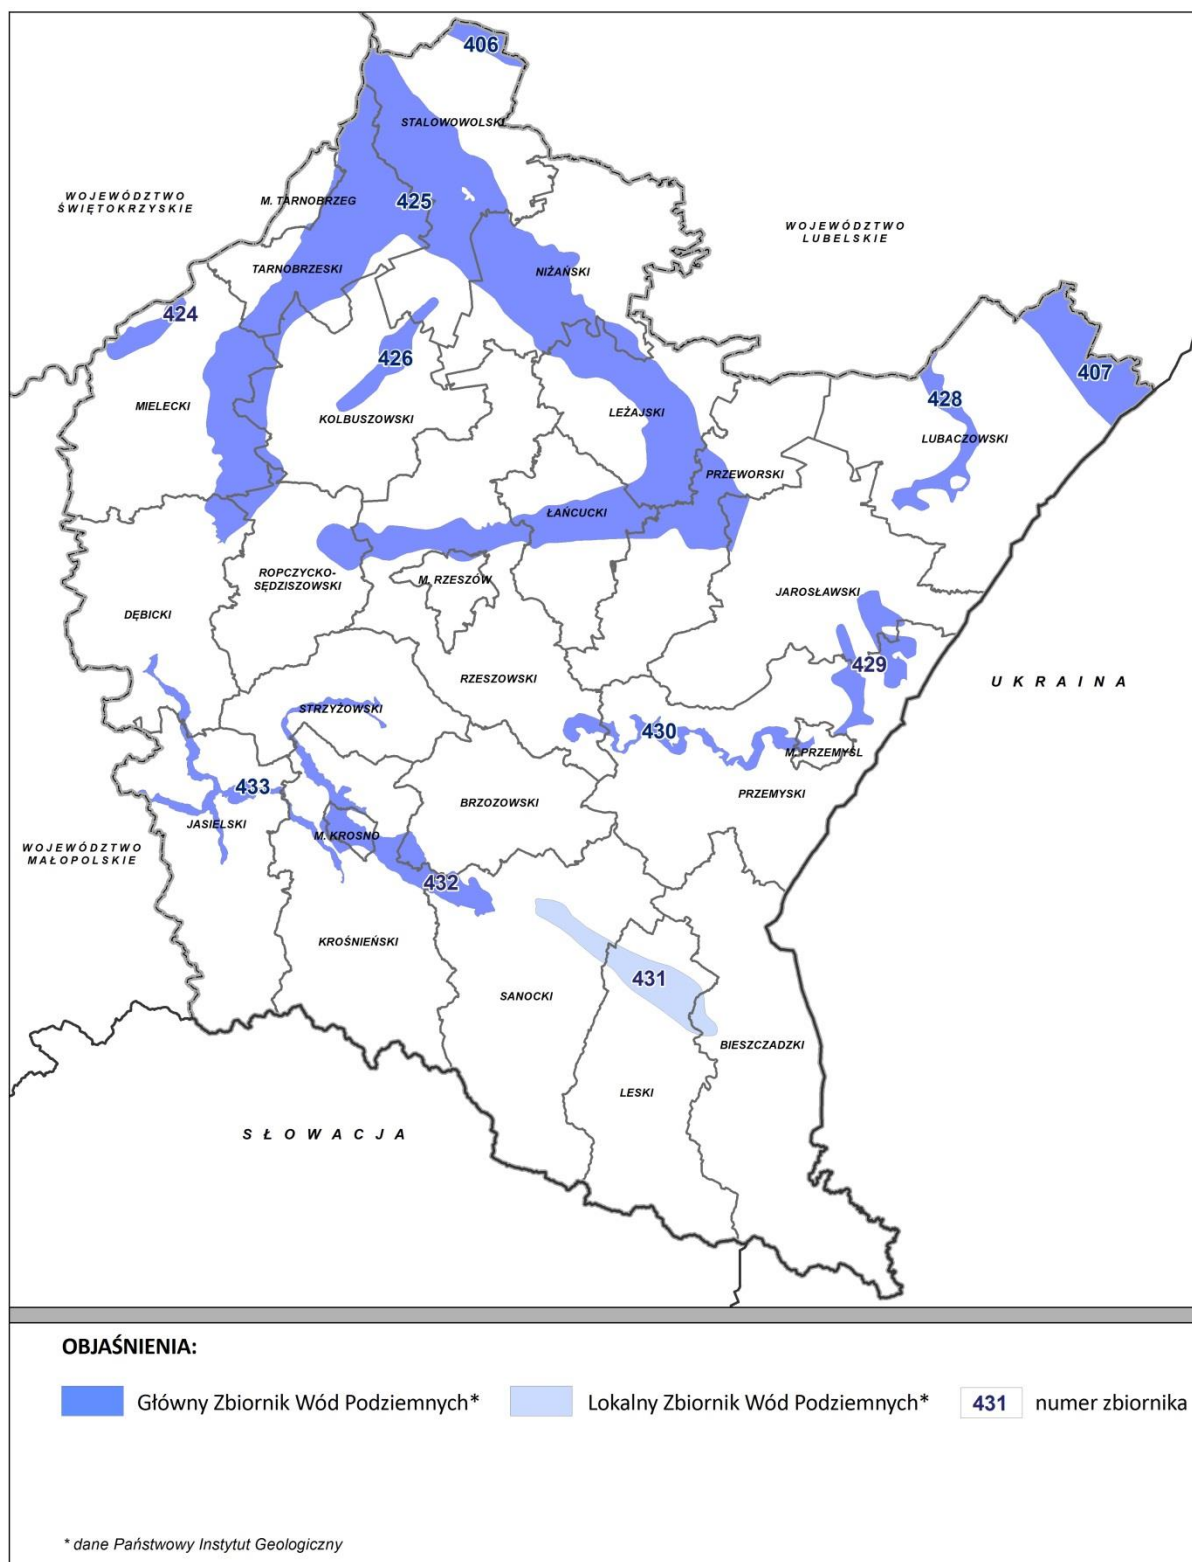 406
STALOWOWOLSKI
WOJEWÓDZTWO
ŚWIĘTOKRZYSKIE
M. TARNOBRZEG
425
WOJEWÓDZTWO
LUBELSKIE
TARNOBRZESKI
NIŻAŃSKI
424
426
407
428
MIELECKI
KOLBUSZOWSKI
LEŻAJSKI
LUBACZOWSKI
PRZEWORSKI
ŁAŃCUCKI
ROPCZYCKO-
SĘDZISZOWSKI
M. RZESZÓW
JAROSŁAWSKI
DĘBICKI
429
RZESZOWSKI
UKRAINA
STRZYŻOWSKI
430
M. PRZEMYŚL
433
PRZEMYSKI
BRZOZOWSKI
JASIELSKI
M. KROSNO
WOJEWÓDZTWO
MAŁOPOLSKIE
432
KROŚNIEŃSKI
431
SANOCKI
BIESZCZADZKI
LESKI
SŁOWACJA
OBJAŚNIENIA:
Główny Zbiornik Wód Podziemnych*
Lokalny Zbiornik Wód Podziemnych*
431 numer zbiornika
* dane Państwowy Instytut Geologiczny